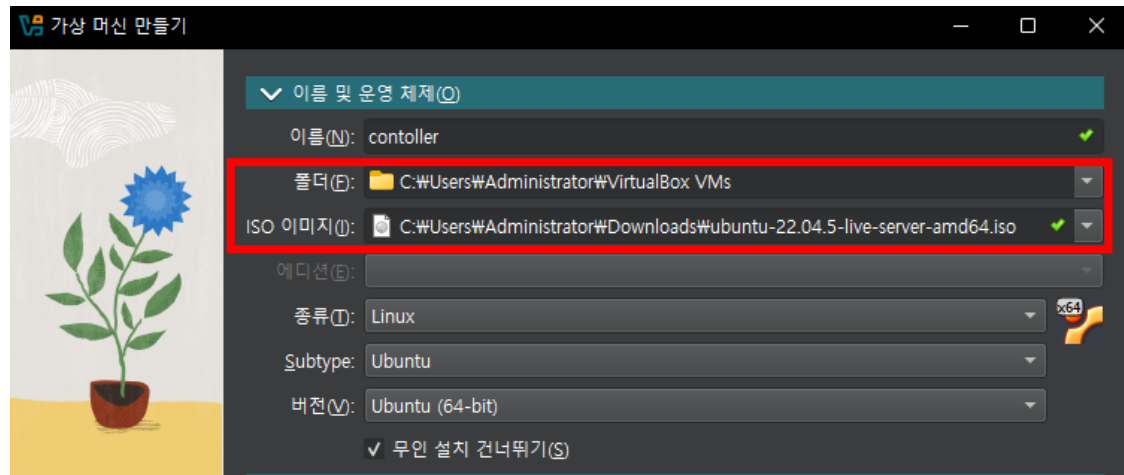 가상 머신 만들기
이름 및 운영 체제(O)
이름(N): contoller
폴더(F): C:₩Users₩Administrator₩VirtualBox VMs
ISO 이미지(I): C:₩Users₩Administrator₩Downloads₩ubuntu-22.04.5-live-server-amd64.iso
에디션(E):
종류(T): Linux
x64
Subtype: Ubuntu
버전(V): Ubuntu (64-bit)
무인 설치 건너뛰기(S)